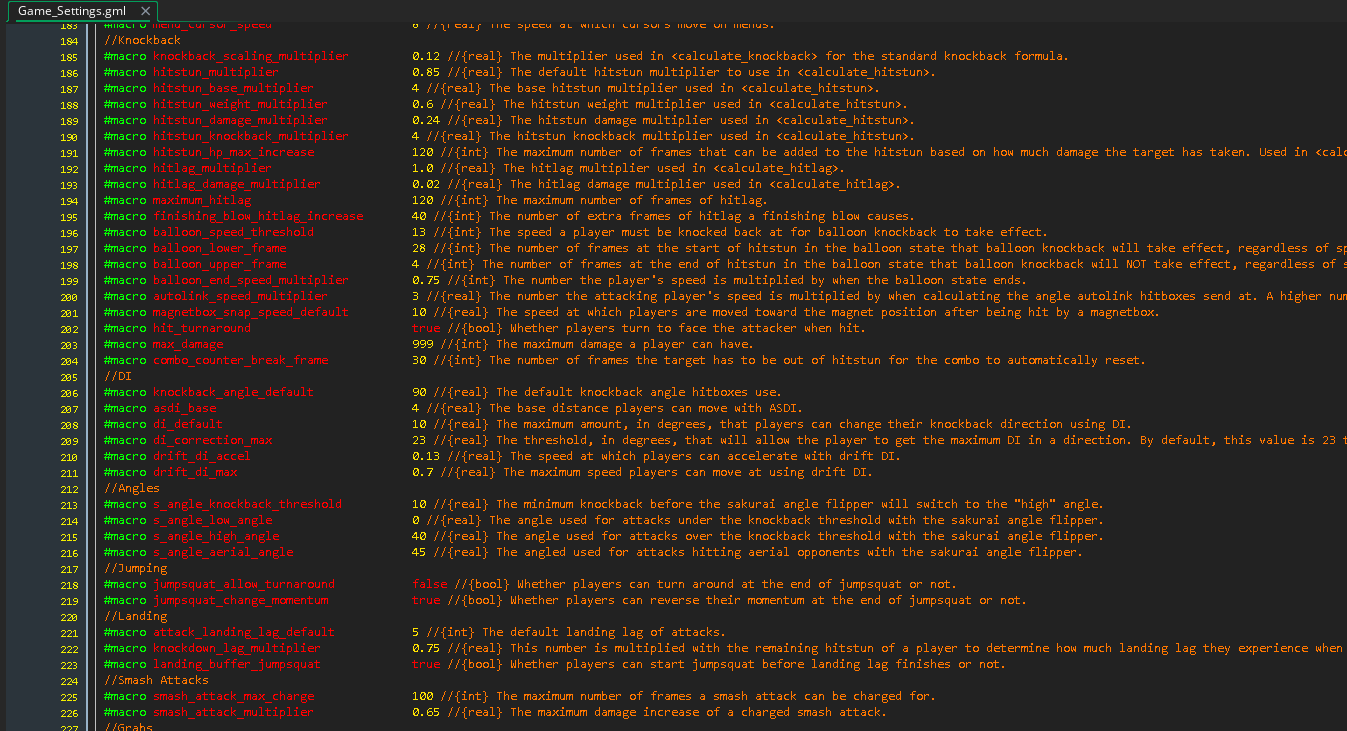 Game_Settings.gml
183 #macro menu_cursor_speed 8 //{real} The speed at which cursors move on menus.
184 //Knockback
185 #macro knockback_scaling_multiplier 0.12 //{real} The multiplier used in <calculate_knockback> for the standard knockback formula.
186 #macro hitstun_multiplier 0.85 //{real} The default hitstun multiplier to use in <calculate_hitstun>.
187 #macro hitstun_base_multiplier 4 //{real} The base hitstun multiplier used in <calculate_hitstun>.
188 #macro hitstun_weight_multiplier 0.6 //{real} The hitstun weight multiplier used in <calculate_hitstun>.
189 #macro hitstun_damage_multiplier 0.24 //{real} The hitstun damage multiplier used in <calculate_hitstun>.
190 #macro hitstun_knockback_multiplier 4 //{real} The hitstun knockback multiplier used in <calculate_hitstun>.
191 #macro hitstun_hp_max_increase 120 //{int} The maximum number of frames that can be added to the hitstun based on how much damage the target has taken. Used in <calc
192 #macro hitlag_multiplier 1.0 //{real} The hitlag multiplier used in <calculate_hitlag>.
193 #macro hitlag_damage_multiplier 0.02 //{real} The hitlag damage multiplier used in <calculate_hitlag>.
194 #macro maximum_hitlag 120 //{int} The maximum number of frames of hitlag.
195 #macro finishing_blow_hitlag_increase 40 //{int} The number of extra frames of hitlag a finishing blow causes.
196 #macro balloon_speed_threshold 13 //{int} The speed a player must be knocked back at for balloon knockback to take effect.
197 #macro balloon_lower_frame 28 //{int} The number of frames at the start of hitstun in the balloon state that balloon knockback will take effect, regardless of sp
198 #macro balloon_upper_frame 4 //{int} The number of frames at the end of hitstun in the balloon state that balloon knockback will NOT take effect, regardless of s
199 #macro balloon_end_speed_multiplier 0.75 //{int} The number the player's speed is multiplied by when the balloon state ends.
200 #macro autolink_speed_multiplier 3 //{real} The number the attacking player's speed is multiplied by when calculating the angle autolink hitboxes send at. A higher num
201 #macro magnetbox_snap_speed_default 10 //{real} The speed at which players are moved toward the magnet position after being hit by a magnetbox.
202 #macro hit_turnaround true //{bool} Whether players turn to face the attacker when hit.
203 #macro max_damage 999 //{int} The maximum damage a player can have.
204 #macro combo_counter_break_frame 30 //{int} The number of frames the target has to be out of hitstun for the combo to automatically reset.
205 //DI
206 #macro knockback_angle_default 90 //{real} The default knockback angle hitboxes use.
207 #macro asdi_base 4 //{real} The base distance players can move with ASDI.
208 #macro di_default 10 //{real} The maximum amount, in degrees, that players can change their knockback direction using DI.
209 #macro di_correction_max 23 //{real} The threshold, in degrees, that will allow the player to get the maximum DI in a direction. By default, this value is 23 t
210 #macro drift_di_accel 0.13 //{real} The speed at which players can accelerate with drift DI.
211 #macro drift_di_max 0.7 //{real} The maximum speed players can move at using drift DI.
212 //Angles
213 #macro s_angle_knockback_threshold 10 //{real} The minimum knockback before the sakurai angle flipper will switch to the "high" angle.
214 #macro s_angle_low_angle 0 //{real} The angle used for attacks under the knockback threshold with the sakurai angle flipper.
215 #macro s_angle_high_angle 40 //{real} The angle used for attacks over the knockback threshold with the sakurai angle flipper.
216 #macro s_angle_aerial_angle 45 //{real} The angled used for attacks hitting aerial opponents with the sakurai angle flipper.
217 //Jumping
218 #macro jumpsquat_allow_turnaround false //{bool} Whether players can turn around at the end of jumpsquat or not.
219 #macro jumpsquat_change_momentum true //{bool} Whether players can reverse their momentum at the end of jumpsquat or not.
220 //Landing
221 #macro attack_landing_lag_default 5 //{int} The default landing lag of attacks.
222 #macro knockdown_lag_multiplier 0.75 //{real} This number is multiplied with the remaining hitstun of a player to determine how much landing lag they experience when
223 #macro landing_buffer_jumpsquat true //{bool} Whether players can start jumpsquat before landing lag finishes or not.
224 //Smash Attacks
225 #macro smash_attack_max_charge 100 //{int} The maximum number of frames a smash attack can be charged for.
226 #macro smash_attack_multiplier 0.65 //{real} The maximum damage increase of a charged smash attack.
227 //Grabs